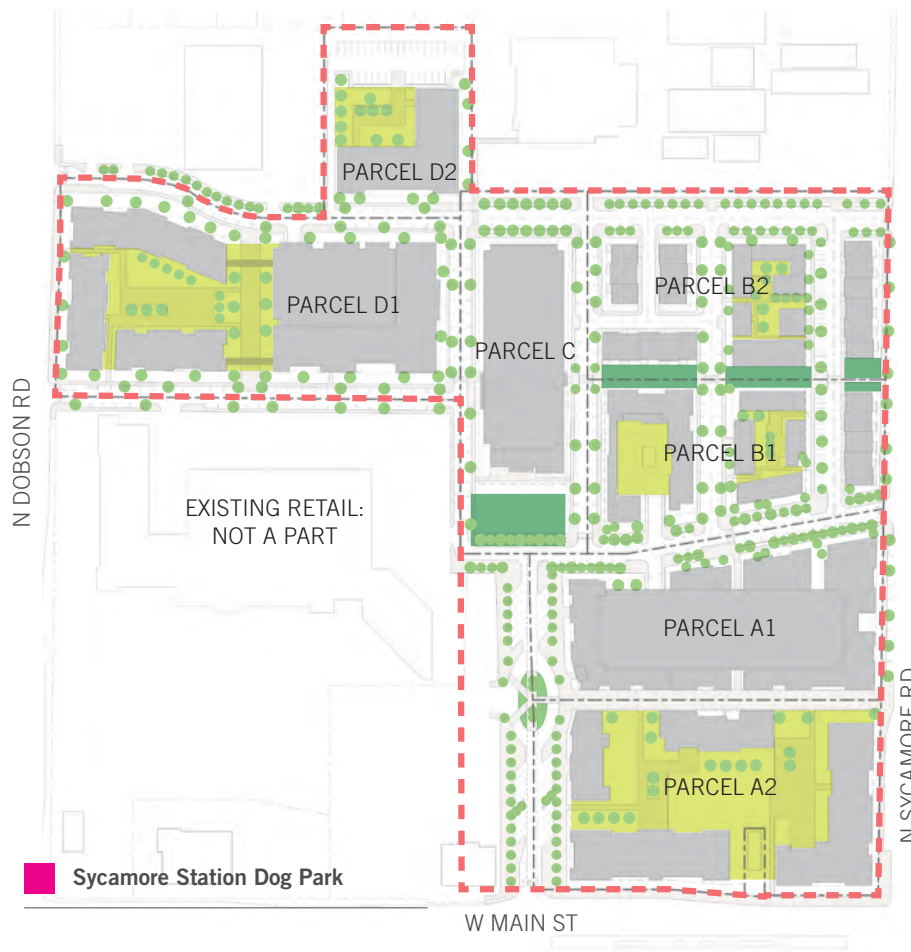 PARCEL D2
PARCEL D1
PARCEL B2
PARCEL C
N DOBSON RD
PARCEL B1
EXISTING RETAIL:
NOT A PART
PARCEL A1
N SYCAMORE RD
PARCEL A2
Sycamore Station Dog Park
W MAIN ST